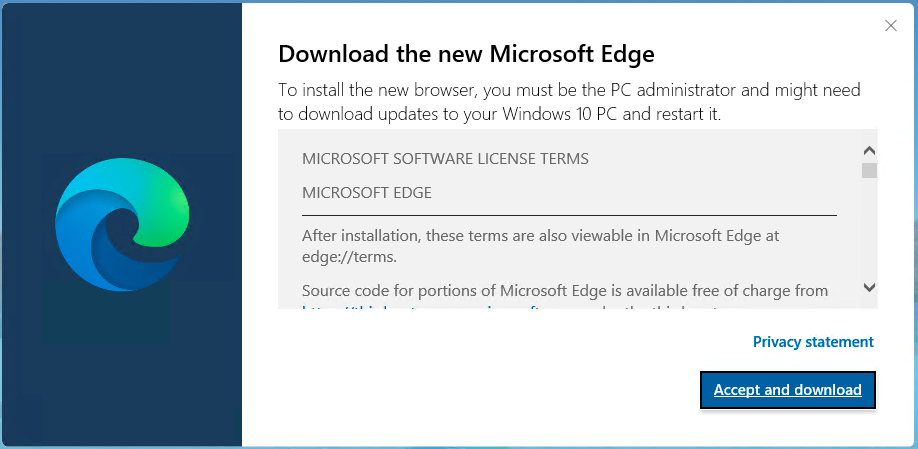 Download the new Microsoft Edge
To install the new browser, you must be the PC administrator and might need
to download updates to your Windows 10 PC and restart it.
MICROSOFT SOFTWARE LICENSE TERMS
MICROSOFT EDGE
After installation, these terms are also viewable in Microsoft Edge at
edge://terms.
Source code for portions of Microsoft Edge is available free of charge from
Privacy statement
Accept and download